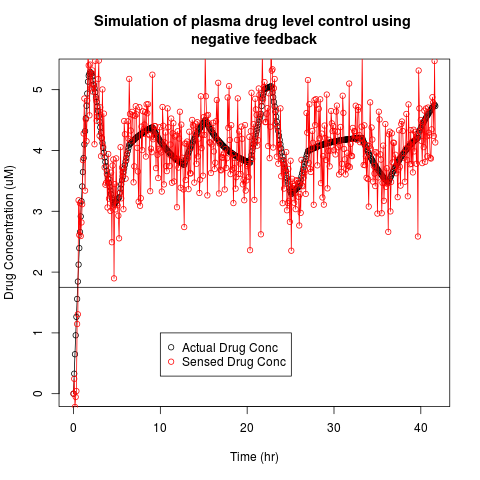 Simulation of plasma drug level control using
negative feedback
Drug Concentration (uM)
5
4
3
2
1
0
Actual Drug Conc
Sensed Drug Conc
0
10
20
30
40
Time (hr)